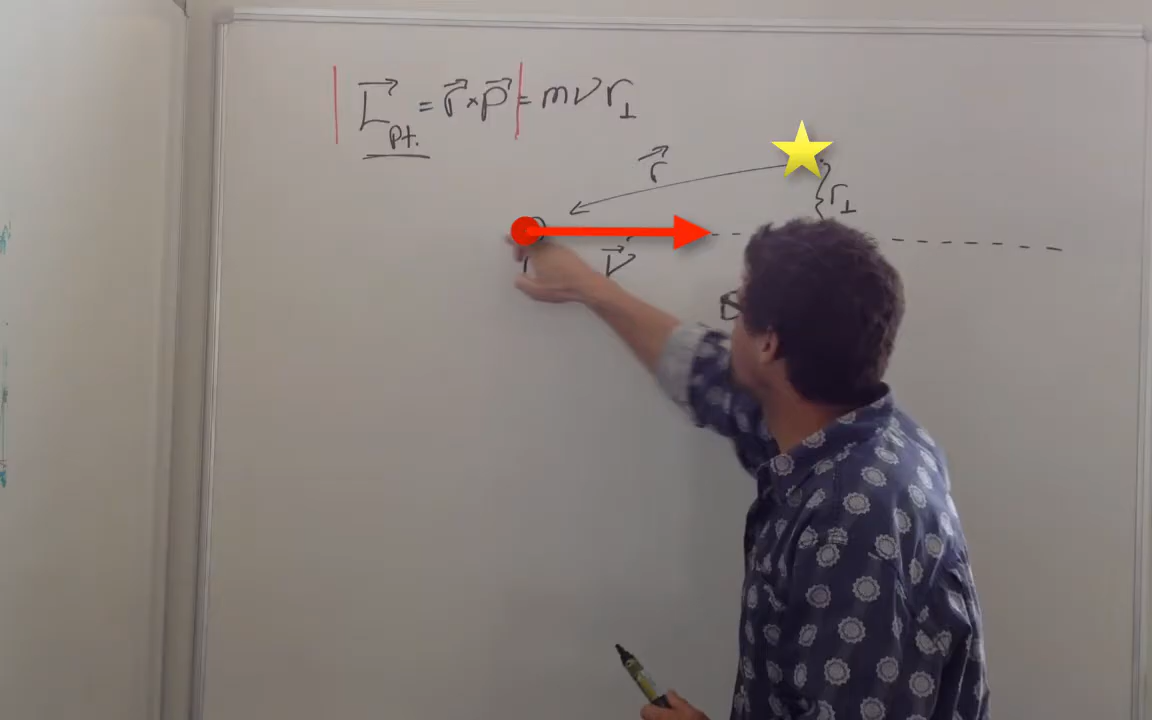 |L⃗pt. = r⃗ × p⃗| = mvr⊥
r⃗
r⊥
v⃗